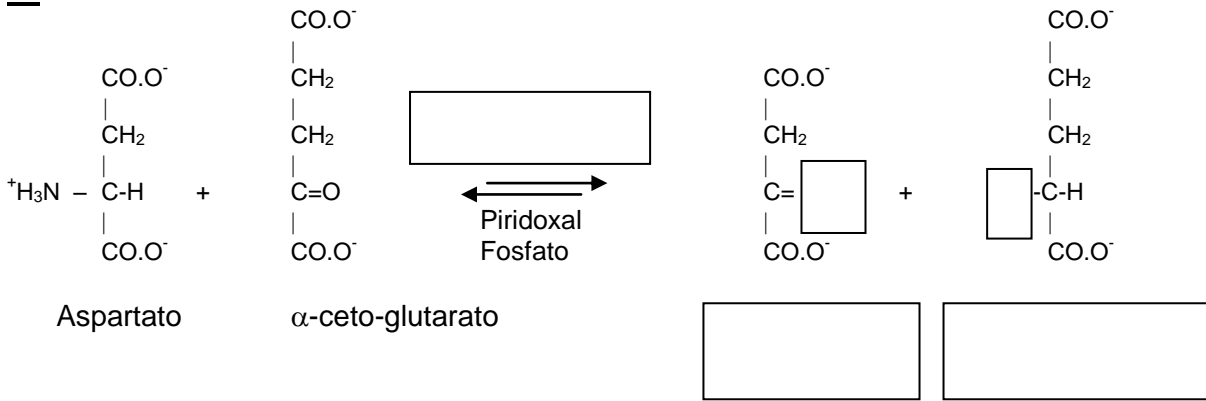 CO.O⁻
|
CO.O⁻ CH₂ CO.O⁻ CO.O⁻
| | | |
CH₂ CH₂ CH₂ CH₂
| | | |
⁺H₃N – C-H + C=O C= + CH₂
| | Piridoxal | |
CO.O⁻ CO.O⁻ Fosfato CO.O⁻ -C-H
|
CO.O⁻
Aspartato α-ceto-glutarato